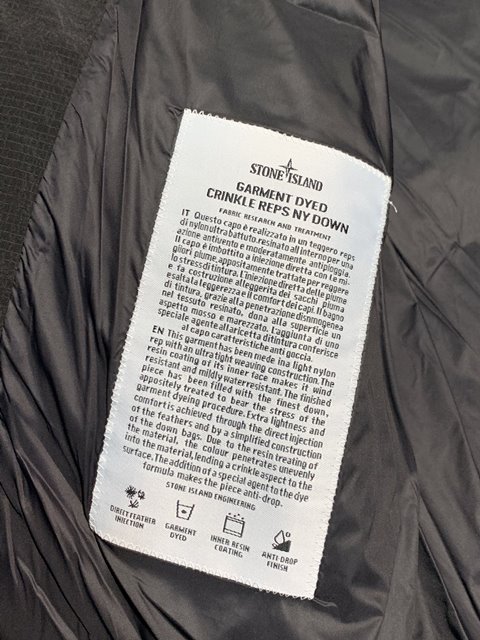 STONE ISLAND
GARMENT DYED
CRINKLE REPS NY DOWN
FABRIC RESEARCH AND TREATMENT
IT Questo capo è realizzato in un teggero reps
di nylon ultra battuto, resinato all interno per una
azione antivento e moderatamente antipioggia.
Il capo è imbottito a iniezione diretta con le mi-
gliori piume, appositamente trattate per reggere
lo stress di tintura. L'iniezione diretta delle piume
e fa costruzione alleggerita dei sacchi piuma
esalta la leggerezza e il comfort dei capi. Il bagno
di tintura, grazie alla penetrazione disnmogenea
nel tessuto resinato, dona alla superficie un
aspetto mosso e marezzato. L'aggiunta di uno
speciale agente alla ricetta ditintura conferisce
al capo caratteristiche anti goccia.
EN This garment has been mede in a light nylon
rep with an ultra tight weaving construction. The
resin coating of its inner face makes it wind
resistant and mildly waterresistant. The finished
piece has been filled with the finest down,
appositely treated to bear the stress of the
garment dyeing procedure. Extra lightness and
comfort is achieved through the direct injection
of the feathers and by a simplified construction
of the down bags. Due to the resin treating of
the material, the colour penetrates unevenly
into the material, lending a crinkle aspect to the
surface. The addition of a special agent to the dye
formula makes the piece anti-drop.
STONE ISLAND ENGINEERING
DIRECT FEATHER
INJECTION
GARMENT
DYED
INNER RESIN
COATING
ANTI DROP
FINISH